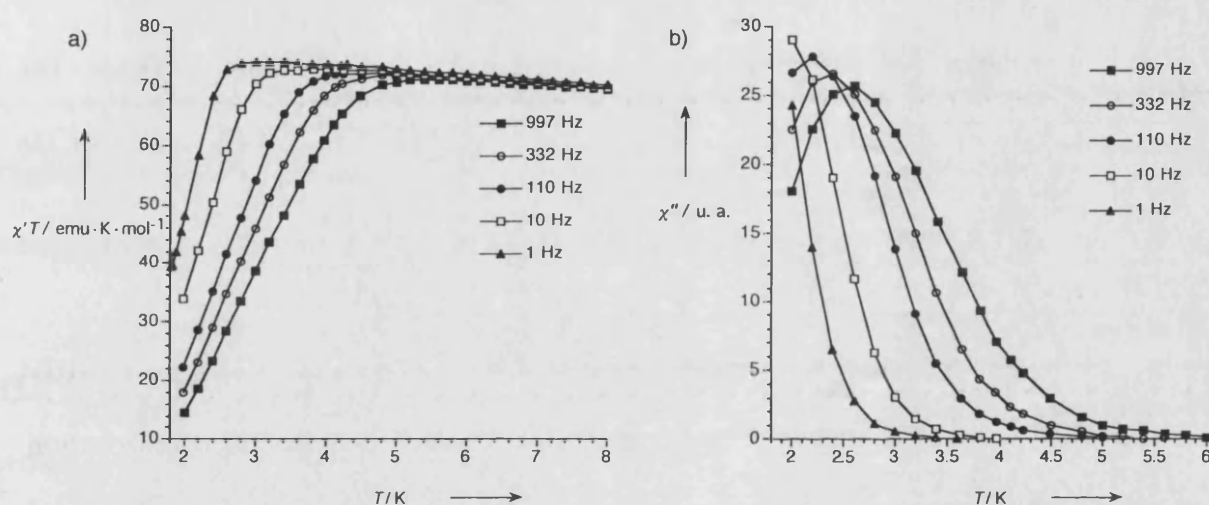 a)
80
70
60
50
40
30
20
10
χ'T / emu·K·mol-1
997 Hz
332 Hz
110 Hz
10 Hz
1 Hz
2 3 4 5 6 7 8
T/K
b)
30
25
20
15
10
5
0
χ" / u. a.
997 Hz
332 Hz
110 Hz
10 Hz
1 Hz
2 2.5 3 3.5 4 4.5 5 5.5 6
T/K